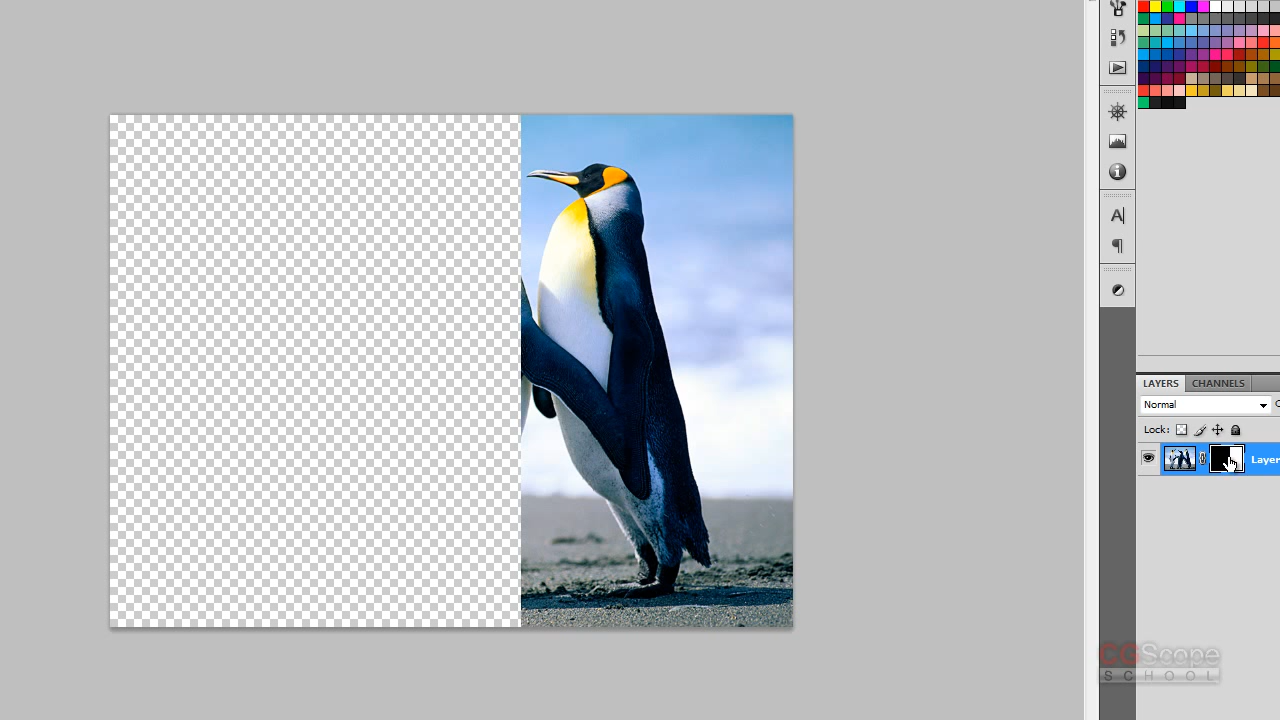 A
LAYERS CHANNELS
Normal
Lock:
Layer
CGScope
SCHOOL